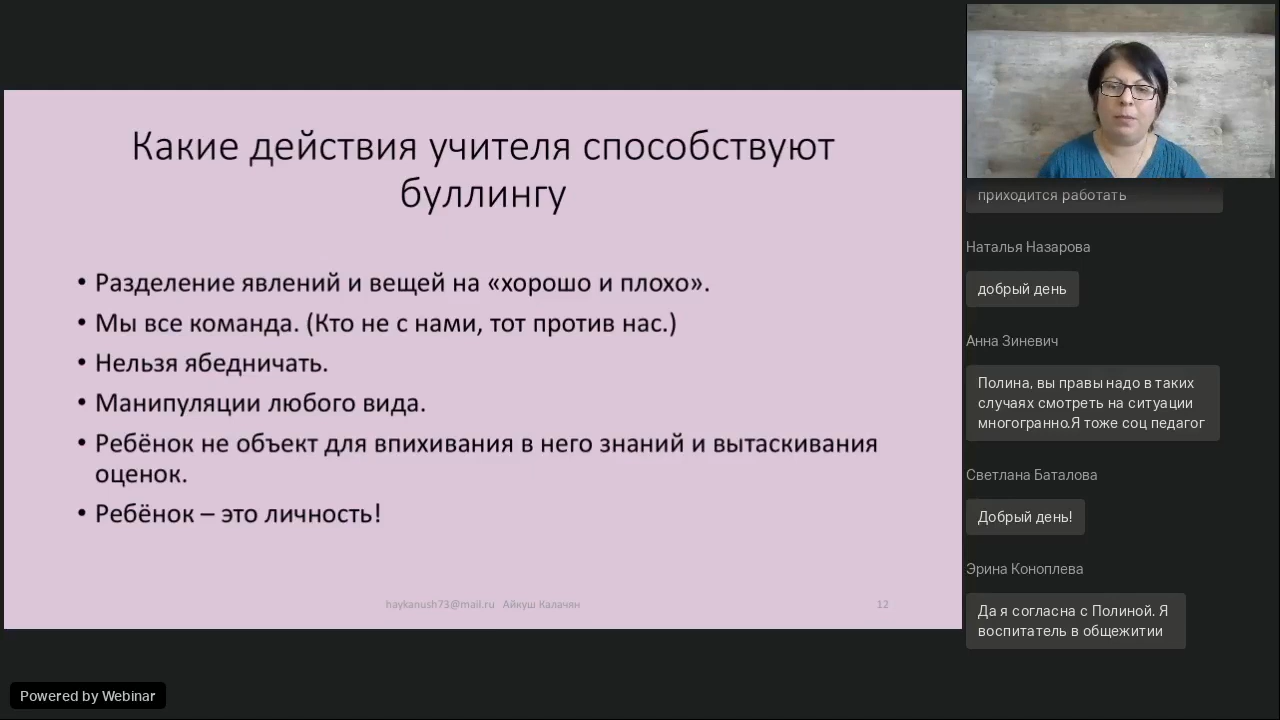 Какие действия учителя способствуют
буллингу
• Разделение явлений и вещей на «хорошо и плохо».
• Мы все команда. (Кто не с нами, тот против нас.)
• Нельзя ябедничать.
• Манипуляции любого вида.
• Ребёнок не объект для впихивания в него знаний и вытаскивания
оценок.
• Ребёнок – это личность!
haykanush73@mail.ru Айкуш Калачян
12
приходится работать
Наталья Назарова
добрый день
Анна Зиневич
Полина, вы правы надо в таких
случаях смотреть на ситуации
многогранно.Я тоже соц педагог
Светлана Баталова
Добрый день!
Эрина Коноплева
Да я согласна с Полиной. Я
воспитатель в общежитии
Powered by Webinar